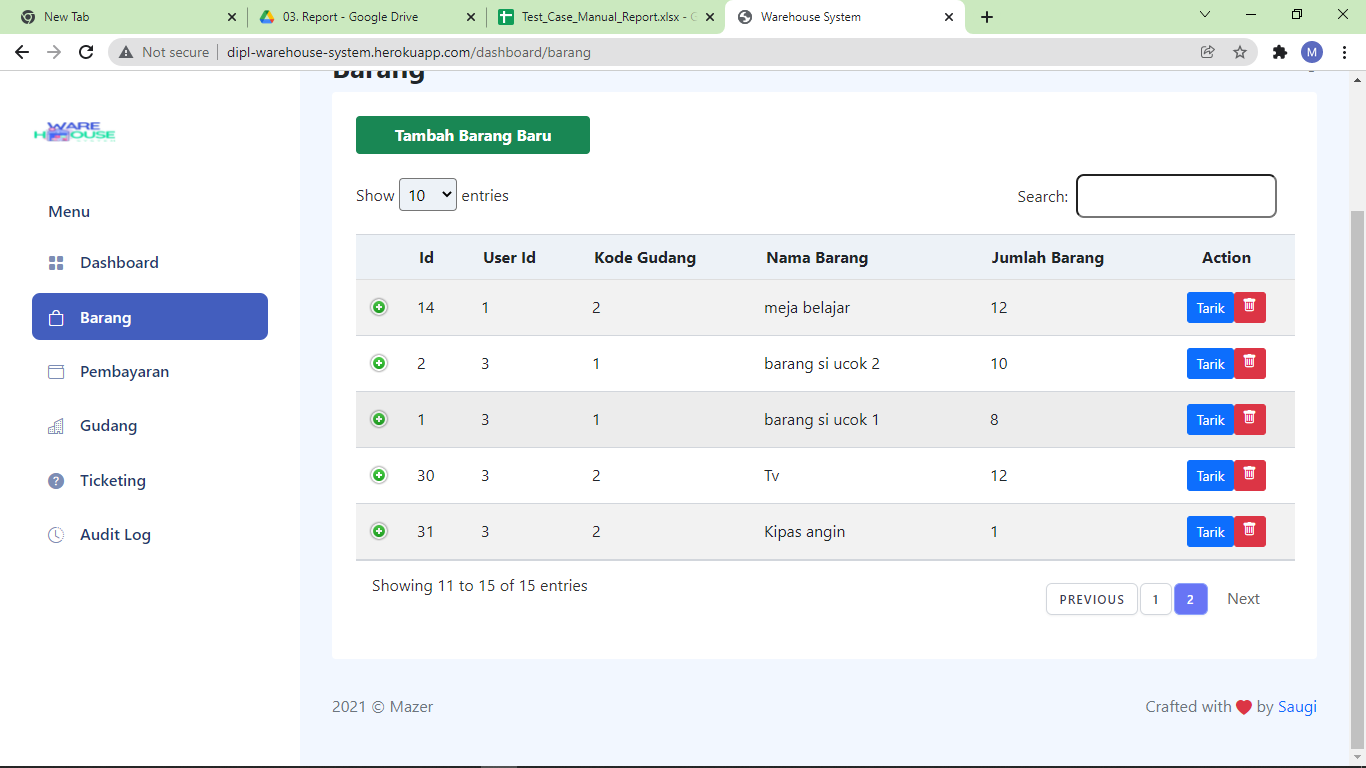 New Tab
03. Report - Google Drive
Test_Case_Manual_Report.xlsx - G
Warehouse System
Not secure
dipl-warehouse-system.herokuapp.com/dashboard/barang
M
Barang
WARE
HOUSE
Menu
Dashboard
Barang
Pembayaran
Gudang
Ticketing
Audit Log
Tambah Barang Baru
Show 10 entries
Search:
Id User Id Kode Gudang Nama Barang Jumlah Barang Action
14 1 2 meja belajar 12 Tarik
2 3 1 barang si ucok 2 10 Tarik
1 3 1 barang si ucok 1 8 Tarik
30 3 2 Tv 12 Tarik
31 3 2 Kipas angin 1 Tarik
Showing 11 to 15 of 15 entries
PREVIOUS 1 2 Next
2021 © Mazer
Crafted with ❤ by Saugi